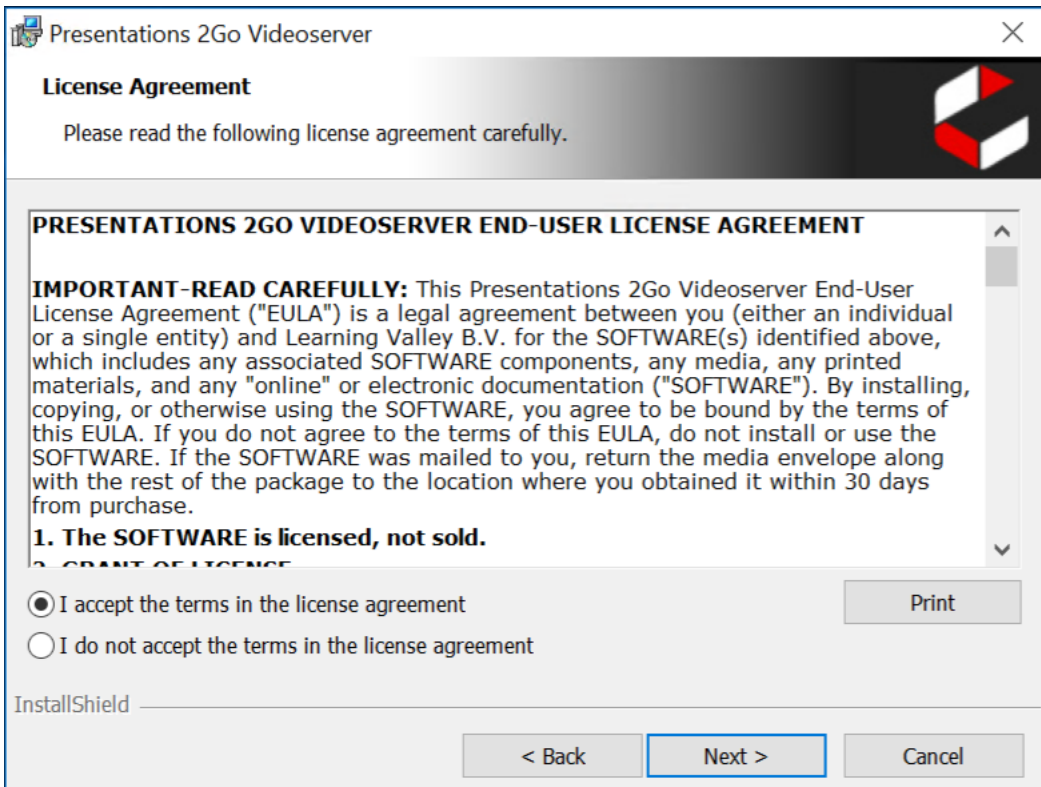 Presentations 2Go Videoserver
License Agreement
Please read the following license agreement carefully.
PRESENTATIONS 2GO VIDEOSERVER END-USER LICENSE AGREEMENT
IMPORTANT-READ CAREFULLY: This Presentations 2Go Videoserver End-User
License Agreement ("EULA") is a legal agreement between you (either an individual
or a single entity) and Learning Valley B.V. for the SOFTWARE(s) identified above,
which includes any associated SOFTWARE components, any media, any printed
materials, and any "online" or electronic documentation ("SOFTWARE"). By installing,
copying, or otherwise using the SOFTWARE, you agree to be bound by the terms of
this EULA. If you do not agree to the terms of this EULA, do not install or use the
SOFTWARE. If the SOFTWARE was mailed to you, return the media envelope along
with the rest of the package to the location where you obtained it within 30 days
from purchase.
1. The SOFTWARE is licensed, not sold.
2. GRANT OF LICENSE
I accept the terms in the license agreement
Print
I do not accept the terms in the license agreement
InstallShield
< Back
Next >
Cancel